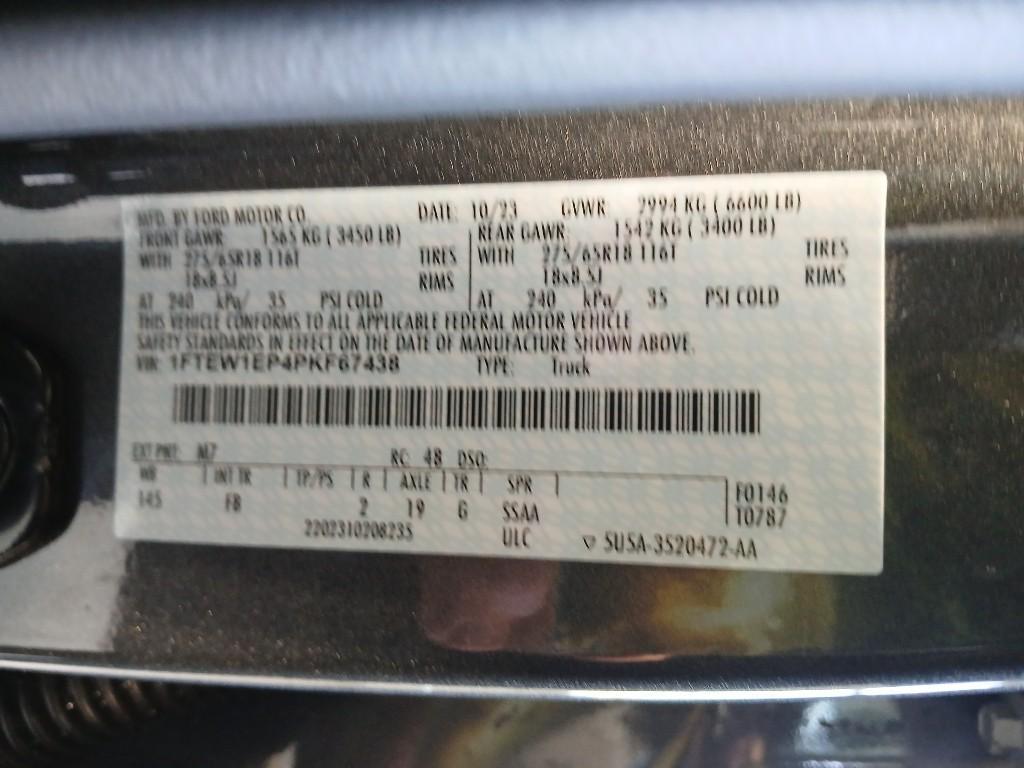 MFD. BY FORD MOTOR CO. DATE: 10/23 GVWR 2994 KG ( 6600 LB)
FRONT GAWR: 1565 KG ( 3450 LB) REAR GAWR: 1542 KG ( 3400 LB)
WITH 275/65R18 116T TIRES WITH 275/65R18 116T TIRES
18x8.5J RIMS 18x8.5J RIMS
AT 240 kPa/ 35 PSI COLD AT 240 kPa/ 35 PSI COLD
THIS VEHICLE CONFORMS TO ALL APPLICABLE FEDERAL MOTOR VEHICLE
SAFETY STANDARDS IN EFFECT ON THE DATE OF MANUFACTURE SHOWN ABOVE.
VIN: 1FTEW1EP4PKF67438 TYPE: Truck
EXT PNT: M7 RC: 48 DSO:
WB INT TR TP/PS R AXLE TR SPR F0146
145 F8 2 19 G SSAA T0787
2202310208235 ULC ▽ 5USA-3520472-AA